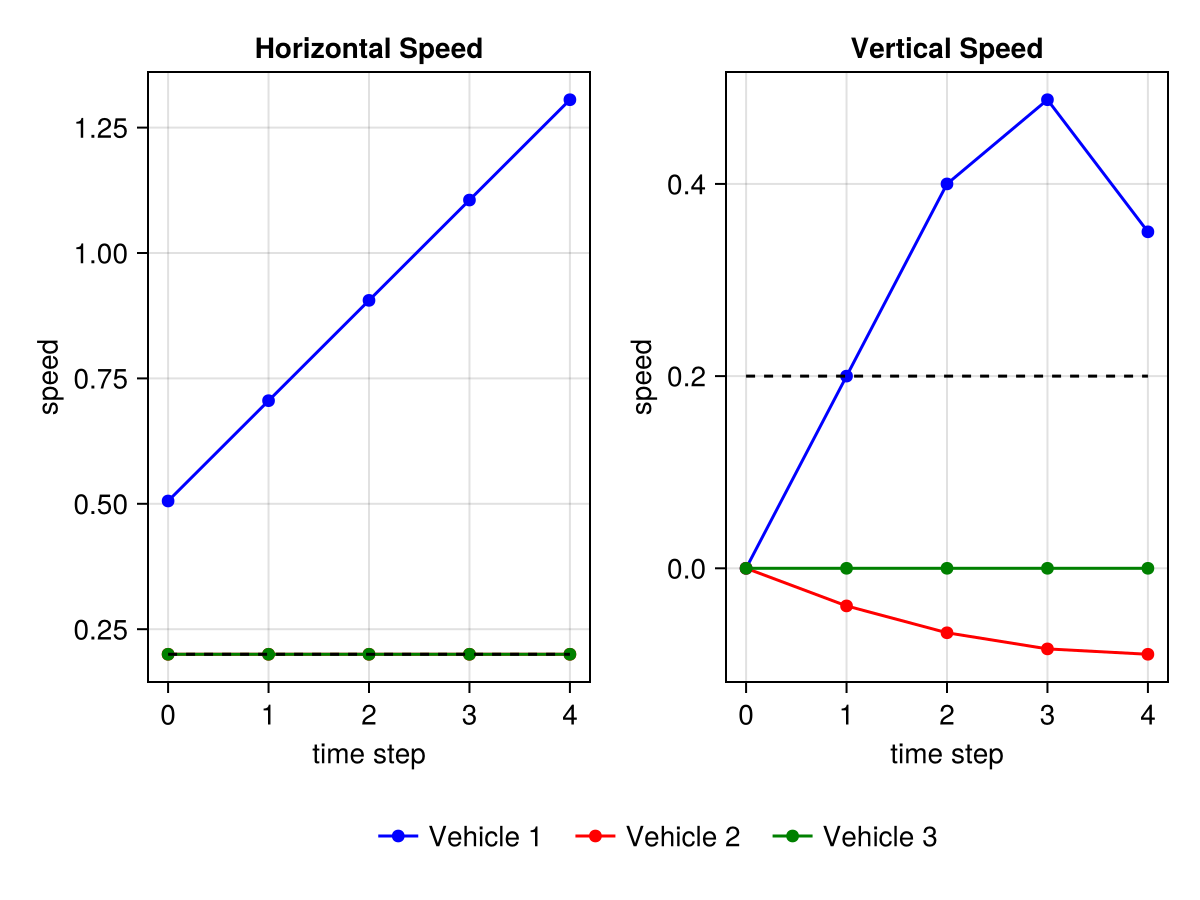 Horizontal Speed
1.25
1.00
0.75
0.50
0.25
speed
0 1 2 3 4
time step
Vertical Speed
0.4
0.2
0.0
speed
0 1 2 3 4
time step
Vehicle 1 Vehicle 2 Vehicle 3